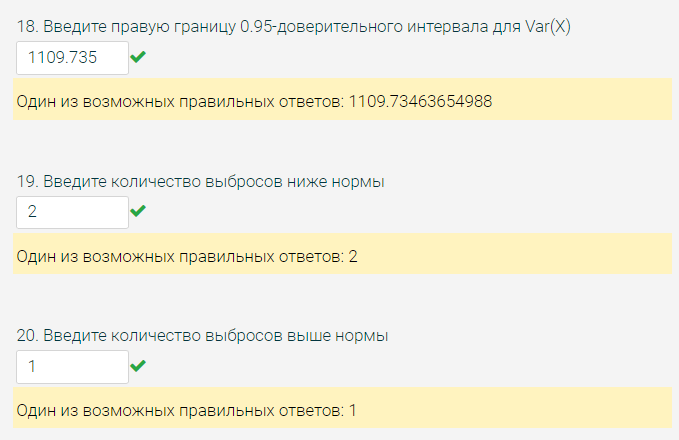 18. Введите правую границу 0.95-доверительного интервала для Var(X)
1109.735
Один из возможных правильных ответов: 1109.73463654988
19. Введите количество выбросов ниже нормы
2
Один из возможных правильных ответов: 2
20. Введите количество выбросов выше нормы
1
Один из возможных правильных ответов: 1